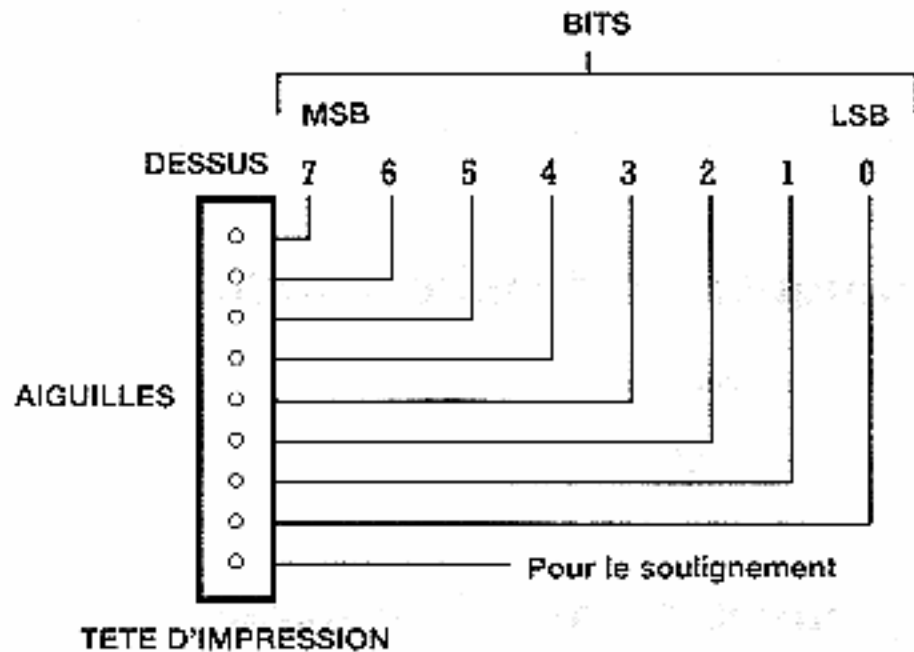 BITS
MSB LSB
DESSUS 7 6 5 4 3 2 1 0
AIGUILLES
Pour le soulignement
TETE D'IMPRESSION